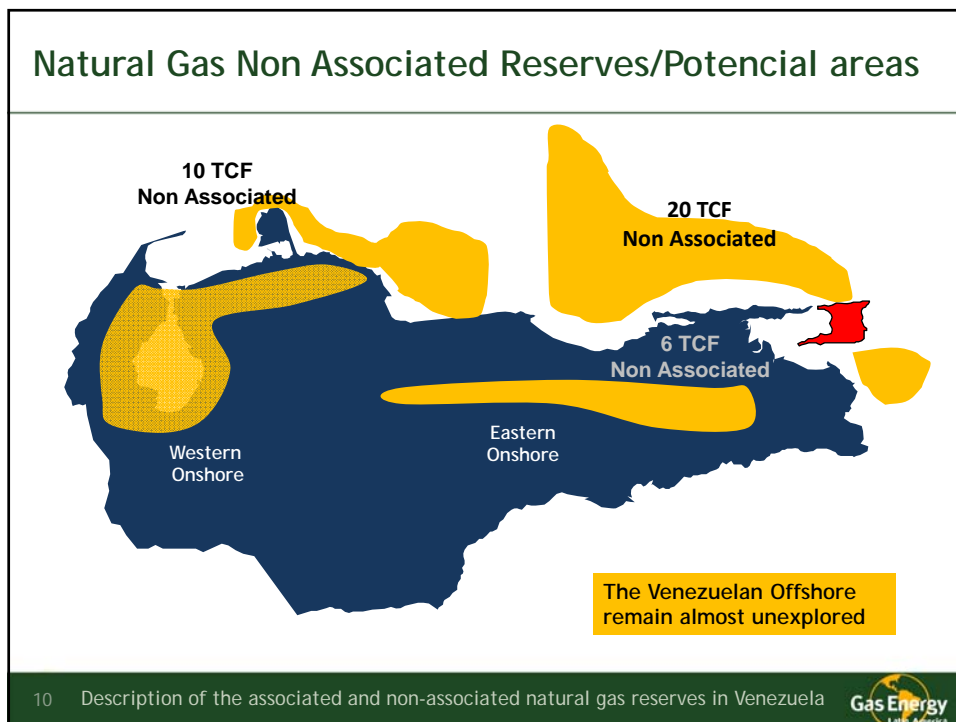 Natural Gas Non Associated Reserves/Potencial areas
10 TCF
Non Associated
20 TCF
Non Associated
6 TCF
Non Associated
Western
Onshore
Eastern
Onshore
The Venezuelan Offshore
remain almost unexplored
10 Description of the associated and non-associated natural gas reserves in Venezuela
Gas Energy
Latin America